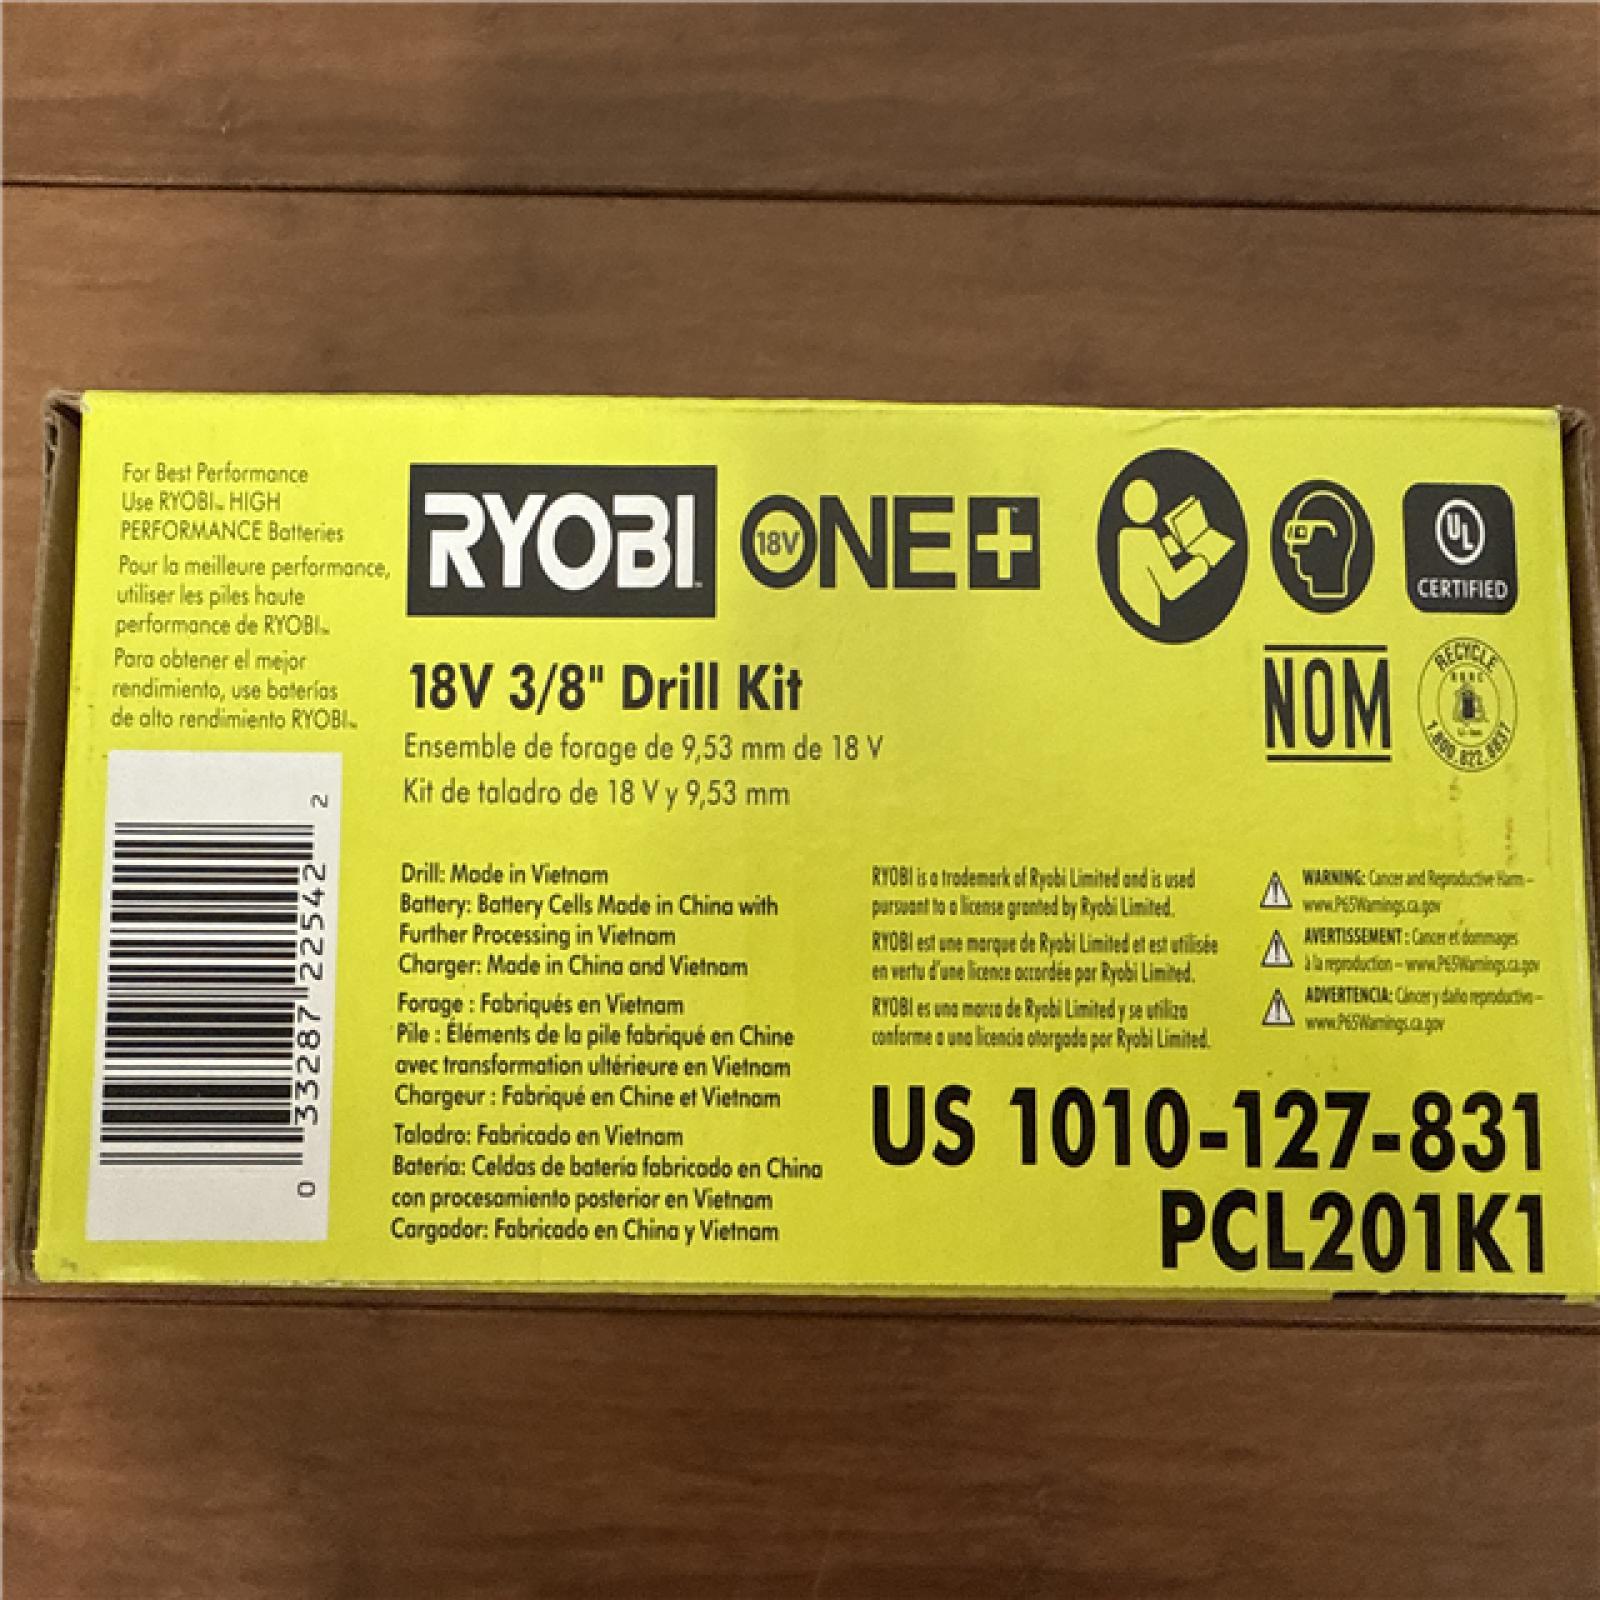 For Best Performance
Use RYOBI™ HIGH
PERFORMANCE Batteries
Pour la meilleure performance,
utiliser les piles haute
performance de RYOBI™
Para obtener el mejor
rendimiento, use baterías
de alto rendimiento RYOBI™
0 33287 22542 2
RYOBI™
18V ONE+
18V 3/8" Drill Kit
Ensemble de forage de 9,53 mm de 18 V
Kit de taladro de 18 V y 9,53 mm
Drill: Made in Vietnam
Battery: Battery Cells Made in China with
Further Processing in Vietnam
Charger: Made in China and Vietnam
Forage : Fabriqués en Vietnam
Pile : Éléments de la pile fabriqué en Chine
avec transformation ultérieure en Vietnam
Chargeur : Fabriqué en Chine et Vietnam
Taladro: Fabricado en Vietnam
Batería: Celdas de batería fabricado en China
con procesamiento posterior en Vietnam
Cargador: Fabricado en China y Vietnam
RYOBI is a trademark of Ryobi Limited and is used
pursuant to a license granted by Ryobi Limited.
RYOBI est une marque de Ryobi Limited et est utilisée
en vertu d'une licence accordée par Ryobi Limited.
RYOBI es una marca de Ryobi Limited y se utiliza
conforme a una licencia otorgada por Ryobi Limited.
UL
CERTIFIED
NOM
RECYCLE
RBRC
Li-Ion
1.800.822.8837
WARNING: Cancer and Reproductive Harm –
www.P65Warnings.ca.gov
AVERTISSEMENT : Cancer et dommages
à la reproduction – www.P65Warnings.ca.gov
ADVERTENCIA: Cáncer y daño reproductivo –
www.P65Warnings.ca.gov
US 1010-127-831
PCL201K1